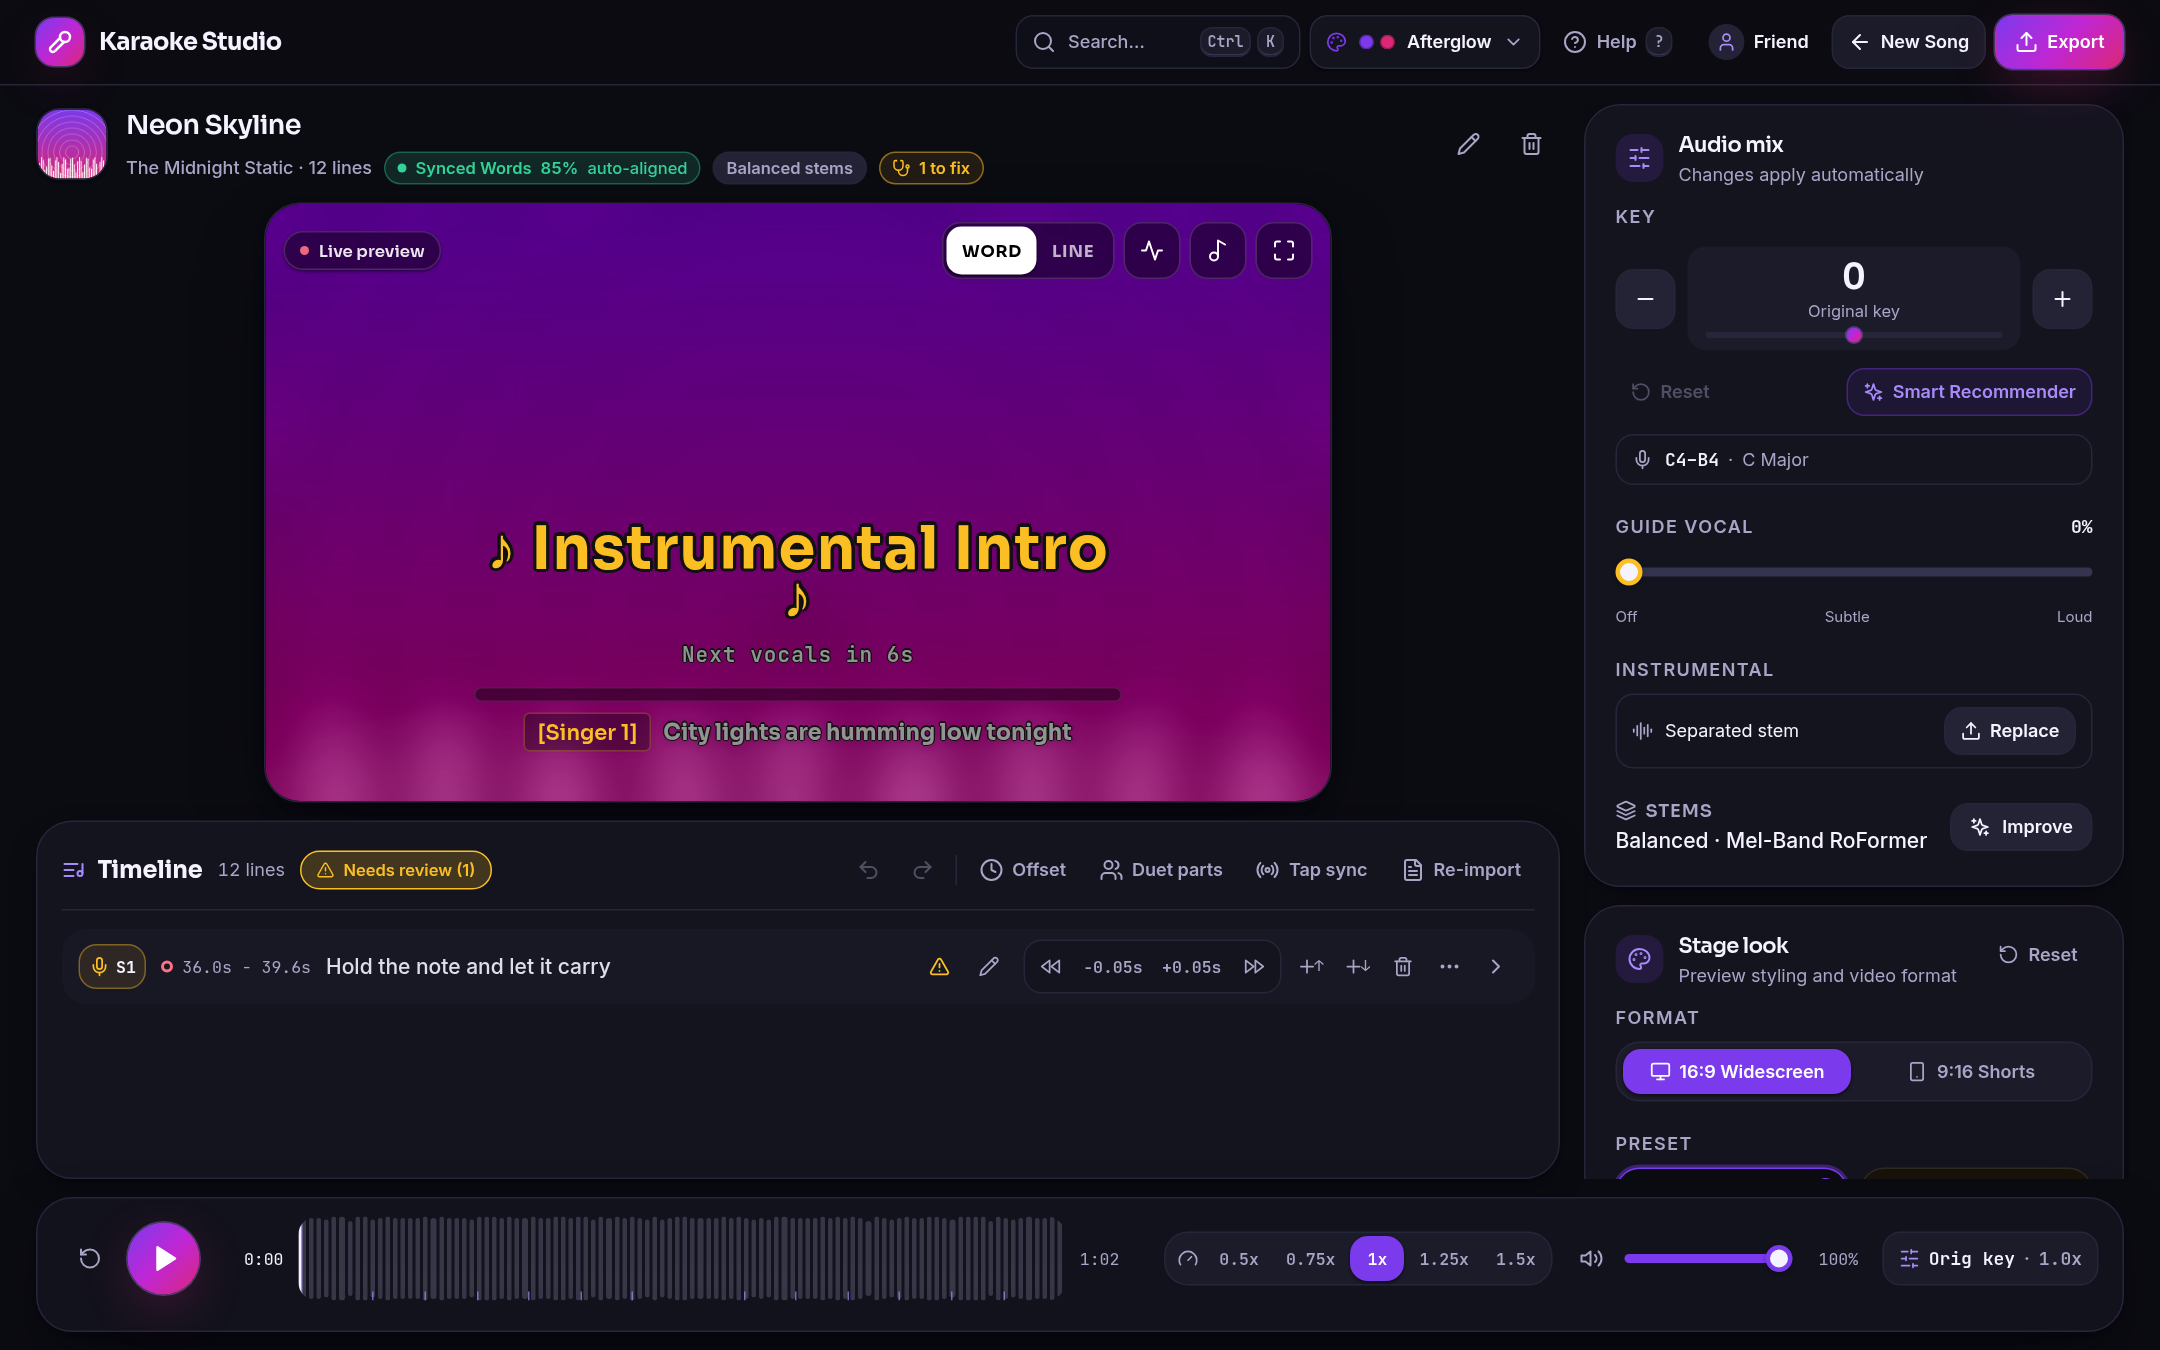 Karaoke Studio
Search... Ctrl K
Afterglow
Help ?
Friend
New Song
Export
Neon Skyline
The Midnight Static · 12 lines
Synced Words 85% auto-aligned
Balanced stems
1 to fix
Live preview
WORD LINE
♪ Instrumental Intro
♪
Next vocals in 6s
[Singer 1] City lights are humming low tonight
Audio mix
Changes apply automatically
KEY
0
Original key
Reset
Smart Recommender
C4–B4 · C Major
GUIDE VOCAL 0%
Off Subtle Loud
INSTRUMENTAL
Separated stem
Replace
STEMS
Balanced · Mel-Band RoFormer
Improve
Timeline 12 lines
Needs review (1)
Offset
Duet parts
Tap sync
Re-import
S1 36.0s - 39.6s Hold the note and let it carry
-0.05s +0.05s
Stage look
Preview styling and video format
Reset
FORMAT
16:9 Widescreen
9:16 Shorts
PRESET
0:00
1:02
0.5x 0.75x 1x 1.25x 1.5x
100%
Orig key · 1.0x